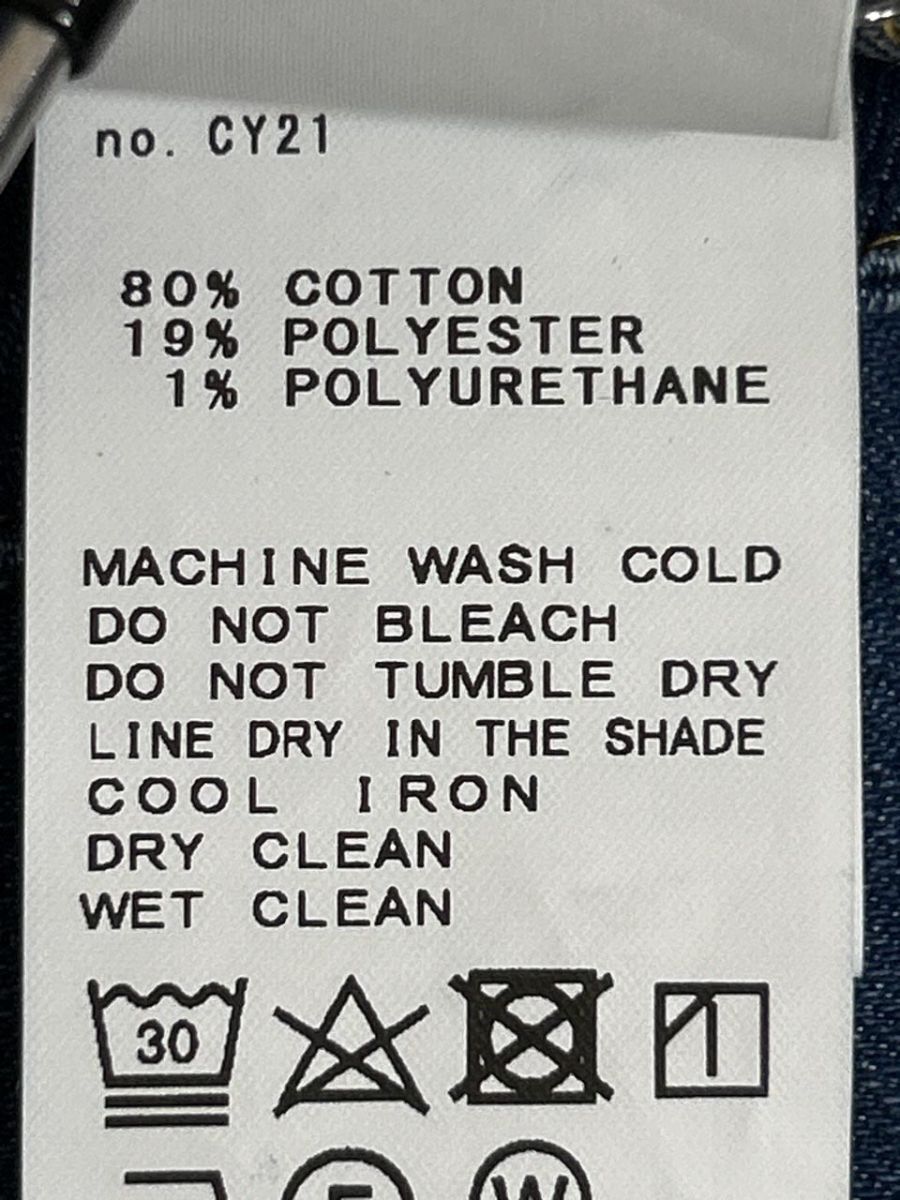 no. CY21
80% COTTON
19% POLYESTER
1% POLYURETHANE
MACHINE WASH COLD
DO NOT BLEACH
DO NOT TUMBLE DRY
LINE DRY IN THE SHADE
COOL IRON
DRY CLEAN
WET CLEAN
30
W